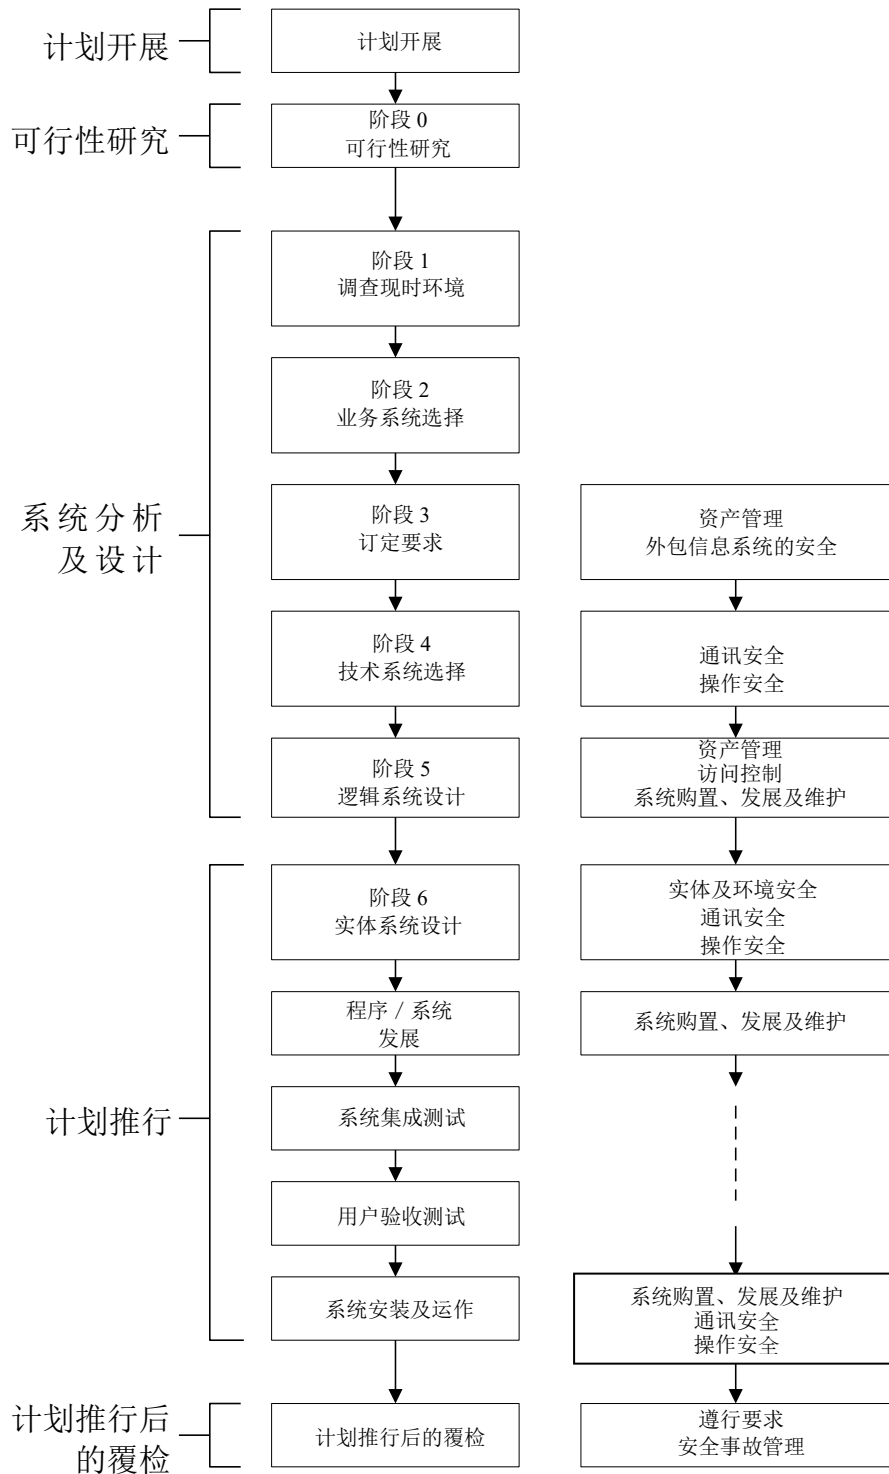 计划开展
计划开展
可行性研究
阶段 0
可行性研究
系统分析
及设计
阶段 1
调查现时环境
阶段 2
业务系统选择
阶段 3
订定要求
资产管理
外包信息系统的安全
阶段 4
技术系统选择
通讯安全
操作安全
阶段 5
逻辑系统设计
资产管理
访问控制
系统购置、发展及维护
计划推行
阶段 6
实体系统设计
实体及环境安全
通讯安全
操作安全
程序／系统
发展
系统购置、发展及维护
系统集成测试
用户验收测试
系统安装及运作
系统购置、发展及维护
通讯安全
操作安全
计划推行后
的覆检
计划推行后的覆检
遵行要求
安全事故管理